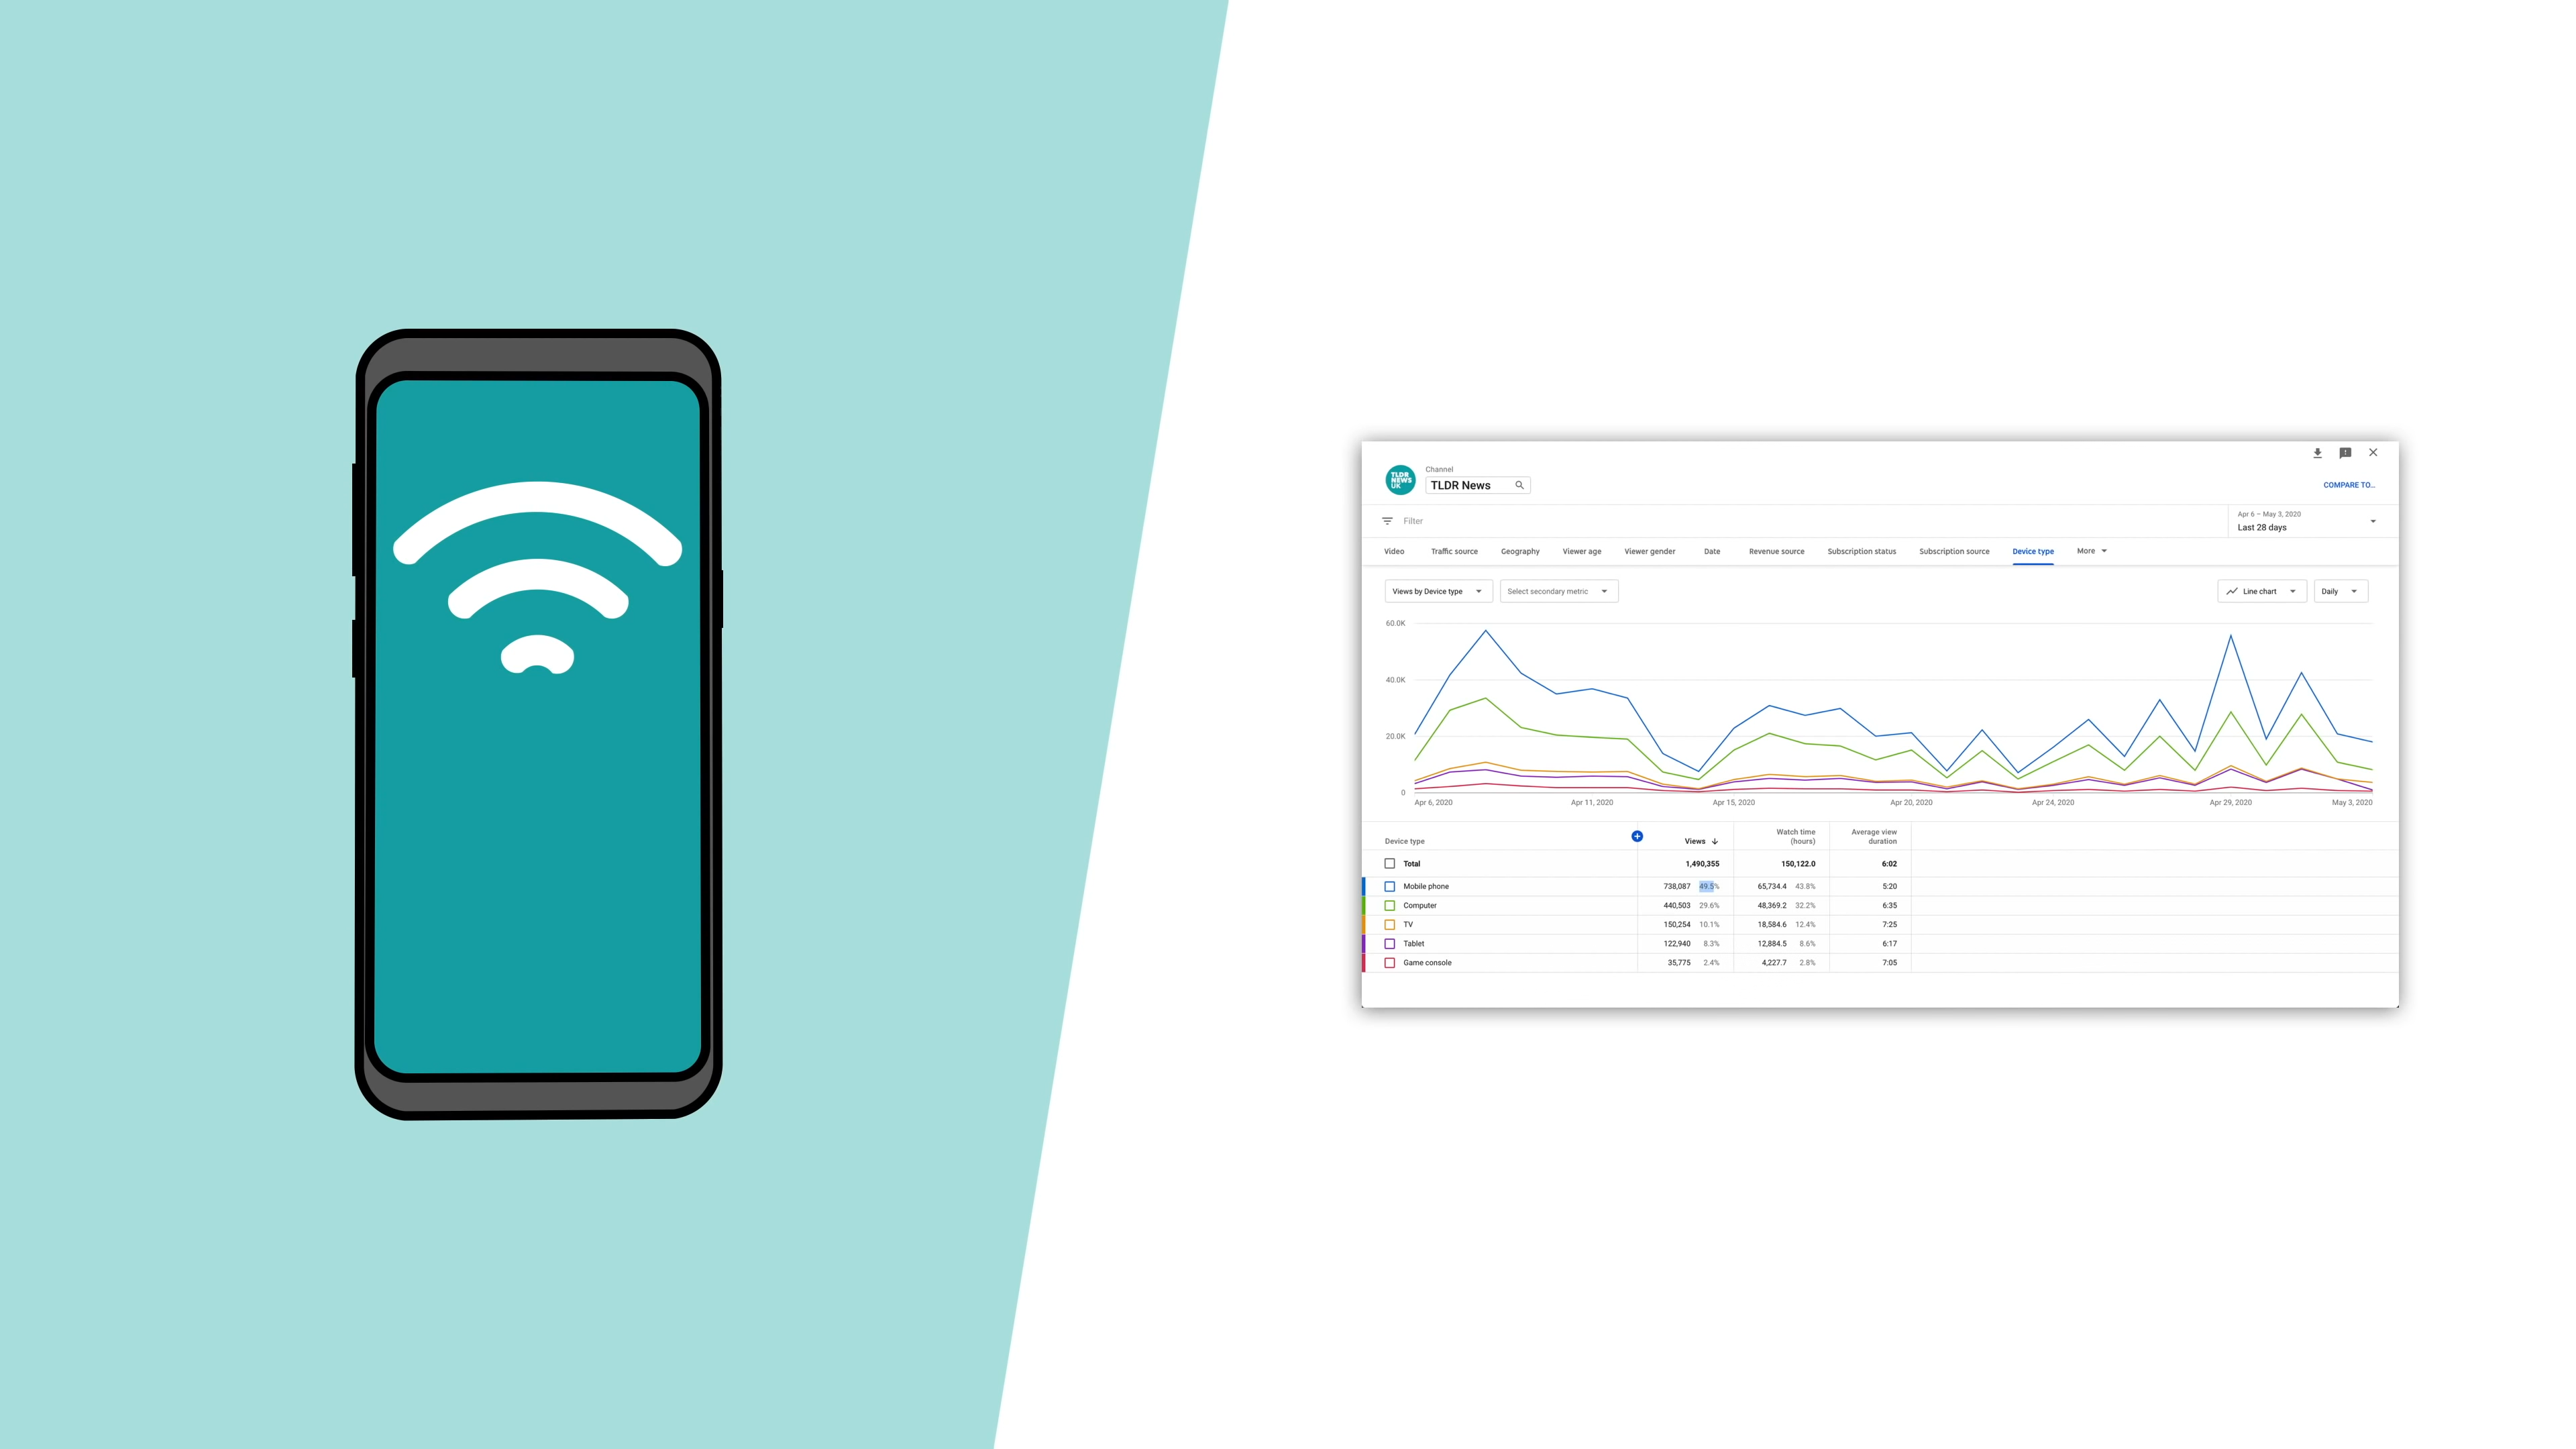 Channel
TLDR
NEWS
UK
TLDR News
COMPARE TO...
Filter
Apr 6 – May 3, 2020
Last 28 days
Video Traffic source Geography Viewer age Viewer gender Date Revenue source Subscription status Subscription source Device type More
Views by Device type Select secondary metric Line chart Daily
60.0K
40.0K
20.0K
0
Apr 6, 2020 Apr 11, 2020 Apr 15, 2020 Apr 20, 2020 Apr 24, 2020 Apr 29, 2020 May 3, 2020
Device type Views Watch time (hours) Average view duration
Total 1,490,355 150,122.0 6:02
Mobile phone 738,087 49.5% 65,734.4 43.8% 5:20
Computer 440,503 29.6% 48,369.2 32.2% 6:35
TV 150,254 10.1% 18,584.6 12.4% 7:25
Tablet 122,940 8.3% 12,884.5 8.6% 6:17
Game console 35,775 2.4% 4,227.7 2.8% 7:05